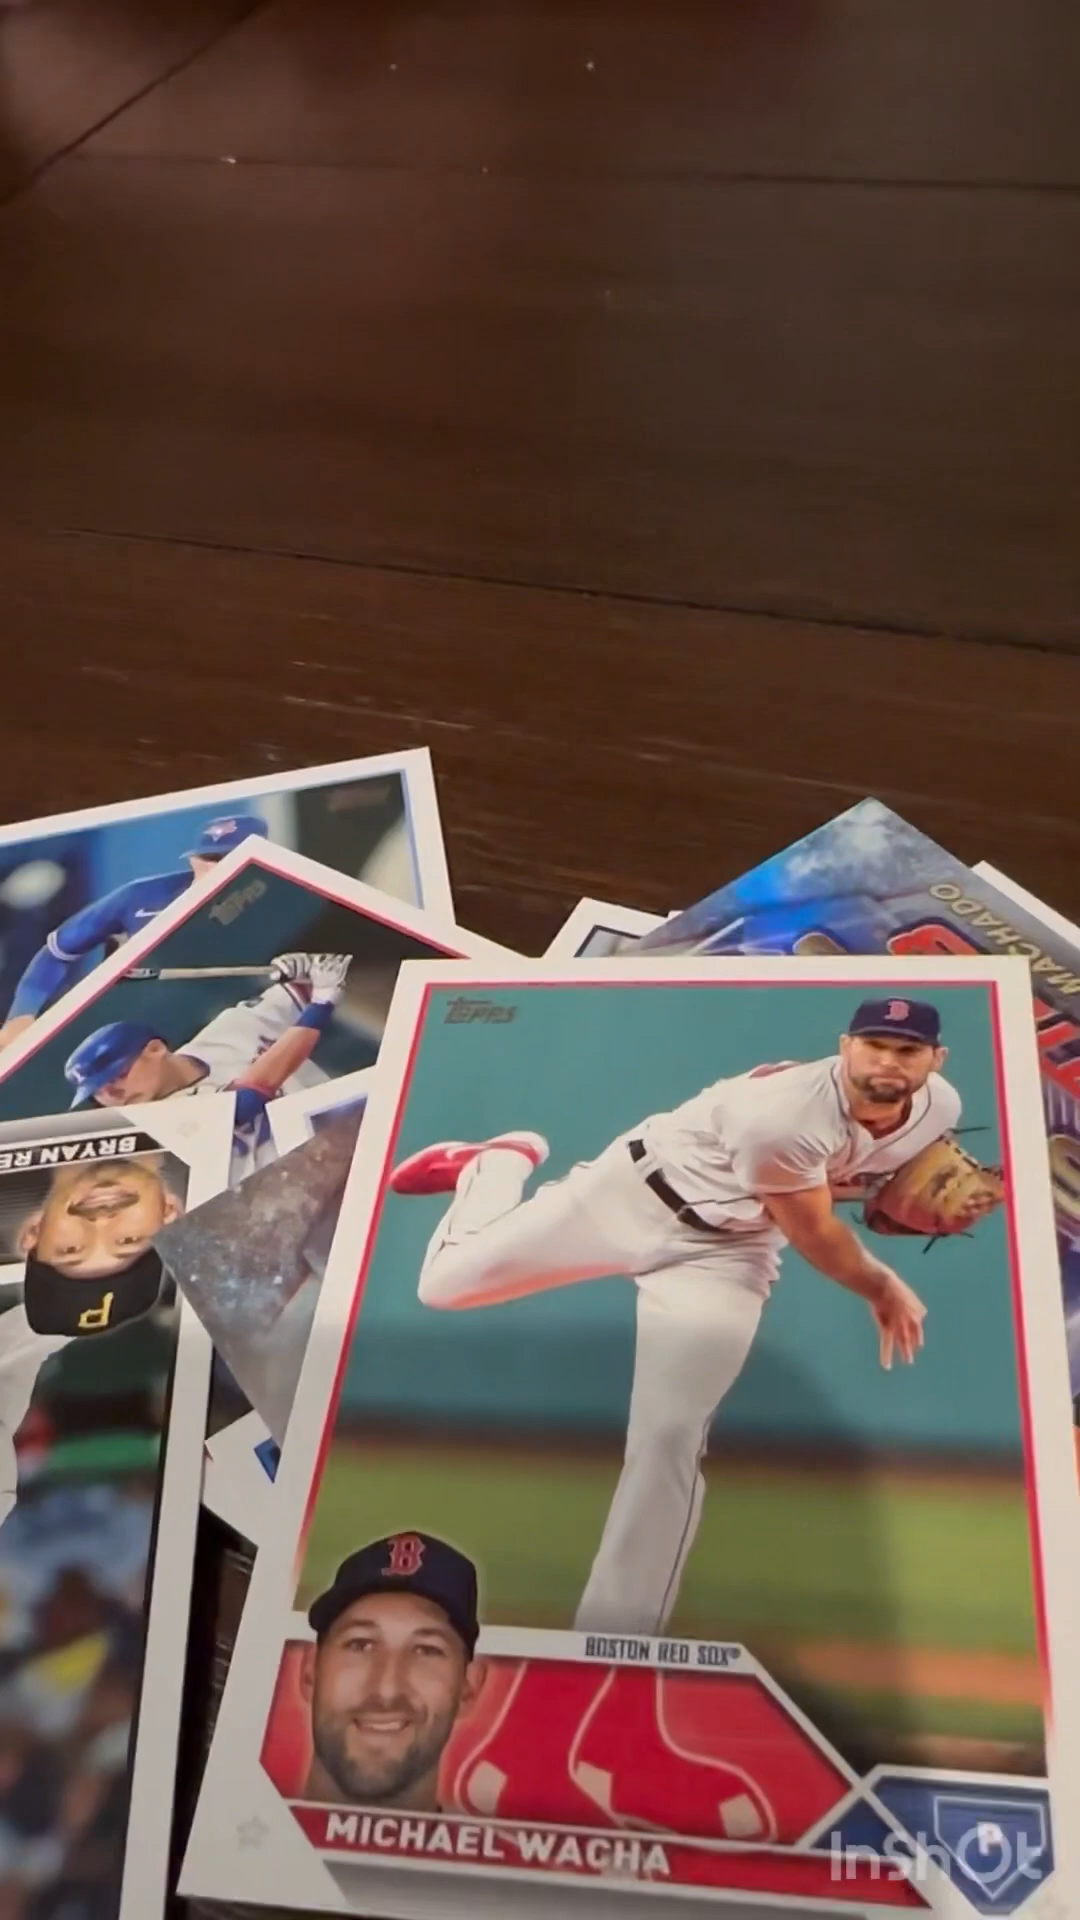 TOPPS
MACHADO
TOPPS
BRYAN RE
B
P
B
BOSTON RED SOX®
MICHAEL WACHA
P
InShOt